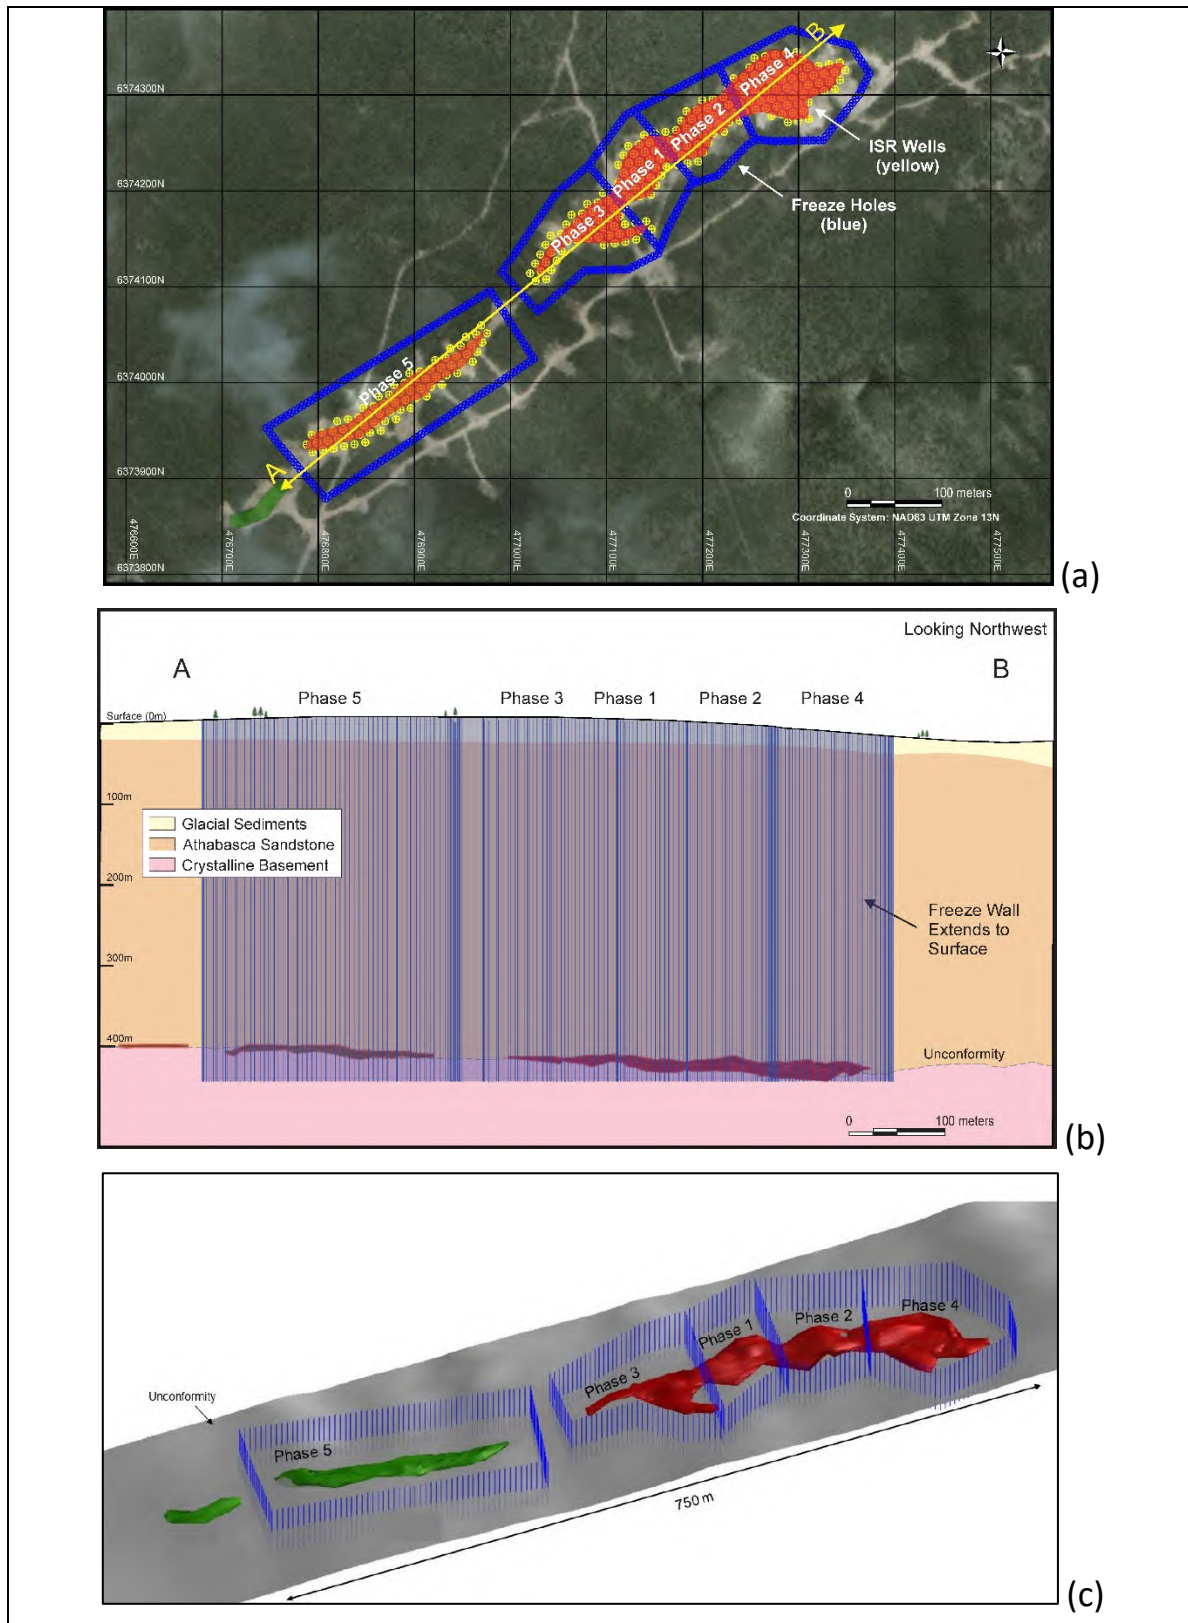 B
Phase 4
6374300N
Phase 2
ISR Wells
(yellow)
Phase 1
Freeze Holes
(blue)
6374200N
Phase 3
6374100N
6374000N
Phase 5
6373900N
A
0 100 meters
Coordinate System: NAD83 UTM Zone 13N
6373800N
476600E
476700E
476800E
476900E
477000E
477100E
477200E
477300E
477400E
477500E
(a)
Looking Northwest
A
B
Phase 5
Phase 3
Phase 1
Phase 2
Phase 4
Surface (0m)
100m
Glacial Sediments
Athabasca Sandstone
Crystalline Basement
200m
Freeze Wall
Extends to
Surface
300m
400m
Unconformity
0 100 meters
(b)
Phase 4
Phase 2
Phase 1
Phase 3
Unconformity
Phase 5
750 m
(c)